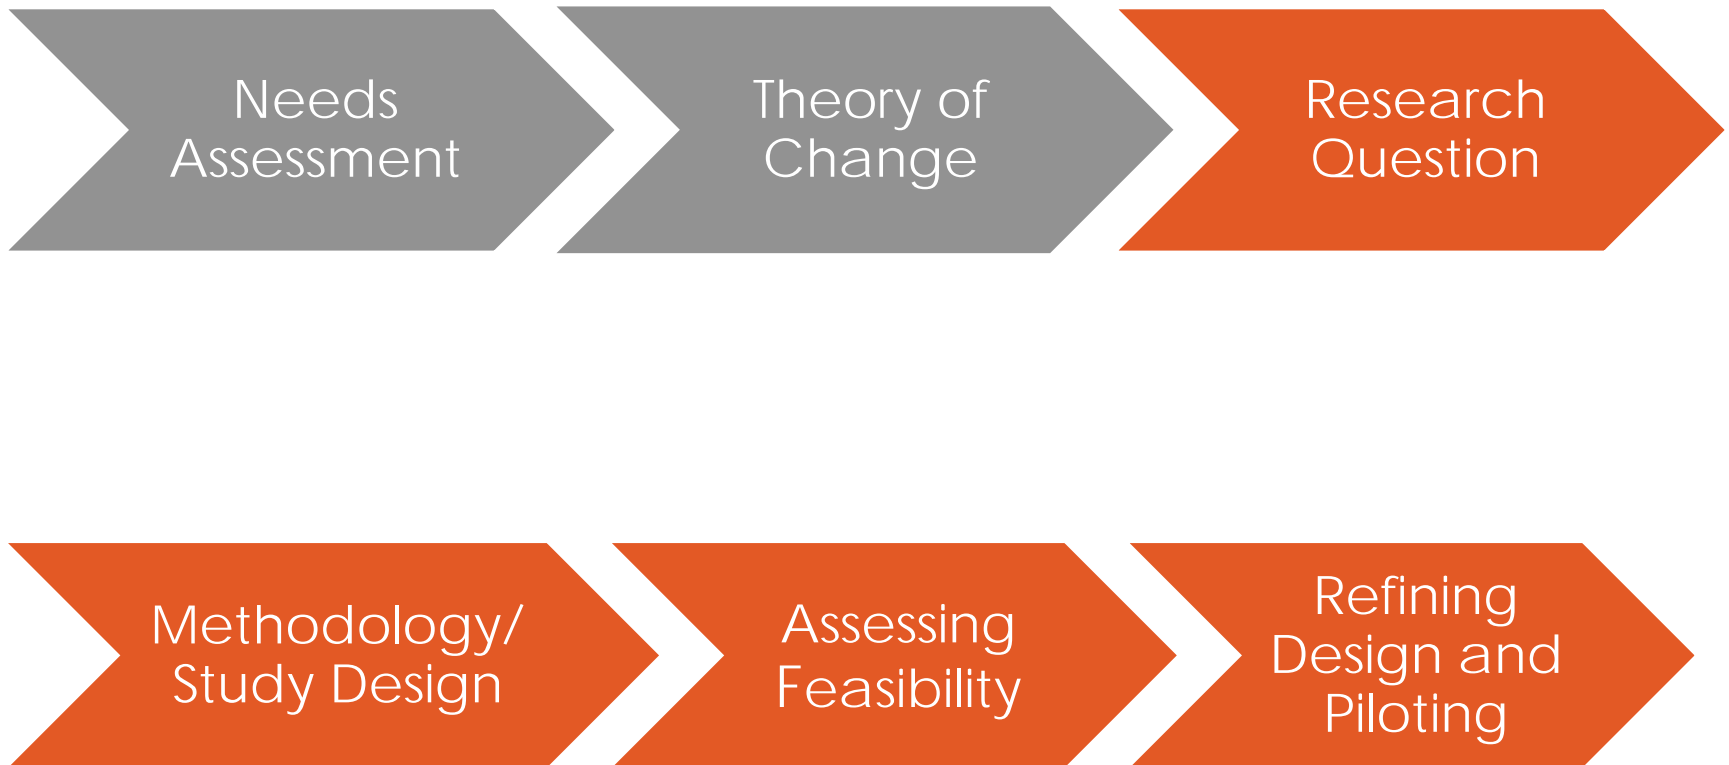 Needs
Assessment
Theory of
Change
Research
Question
Methodology/
Study Design
Assessing
Feasibility
Refining
Design and
Piloting